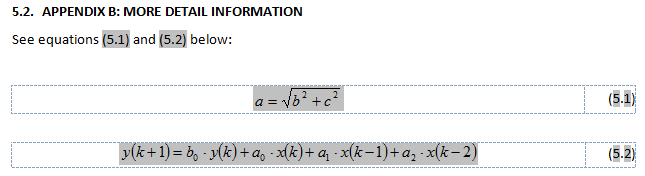 5.2. APPENDIX B: MORE DETAIL INFORMATION
See equations (5.1) and (5.2) below:
a = √b² + c² (5.1)
y(k+1) = b₀ · y(k) + a₀ · x(k) + a₁ · x(k−1) + a₂ · x(k−2) (5.2)